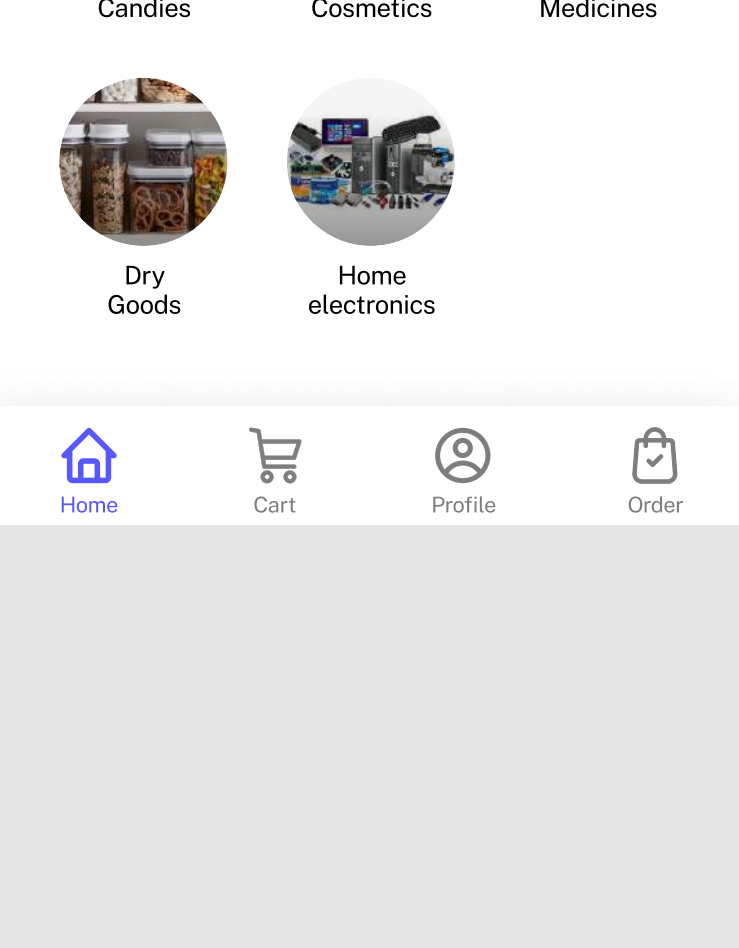 Candies
Cosmetics
Medicines
Dry
Goods
Home
electronics
Home
Cart
Profile
Order